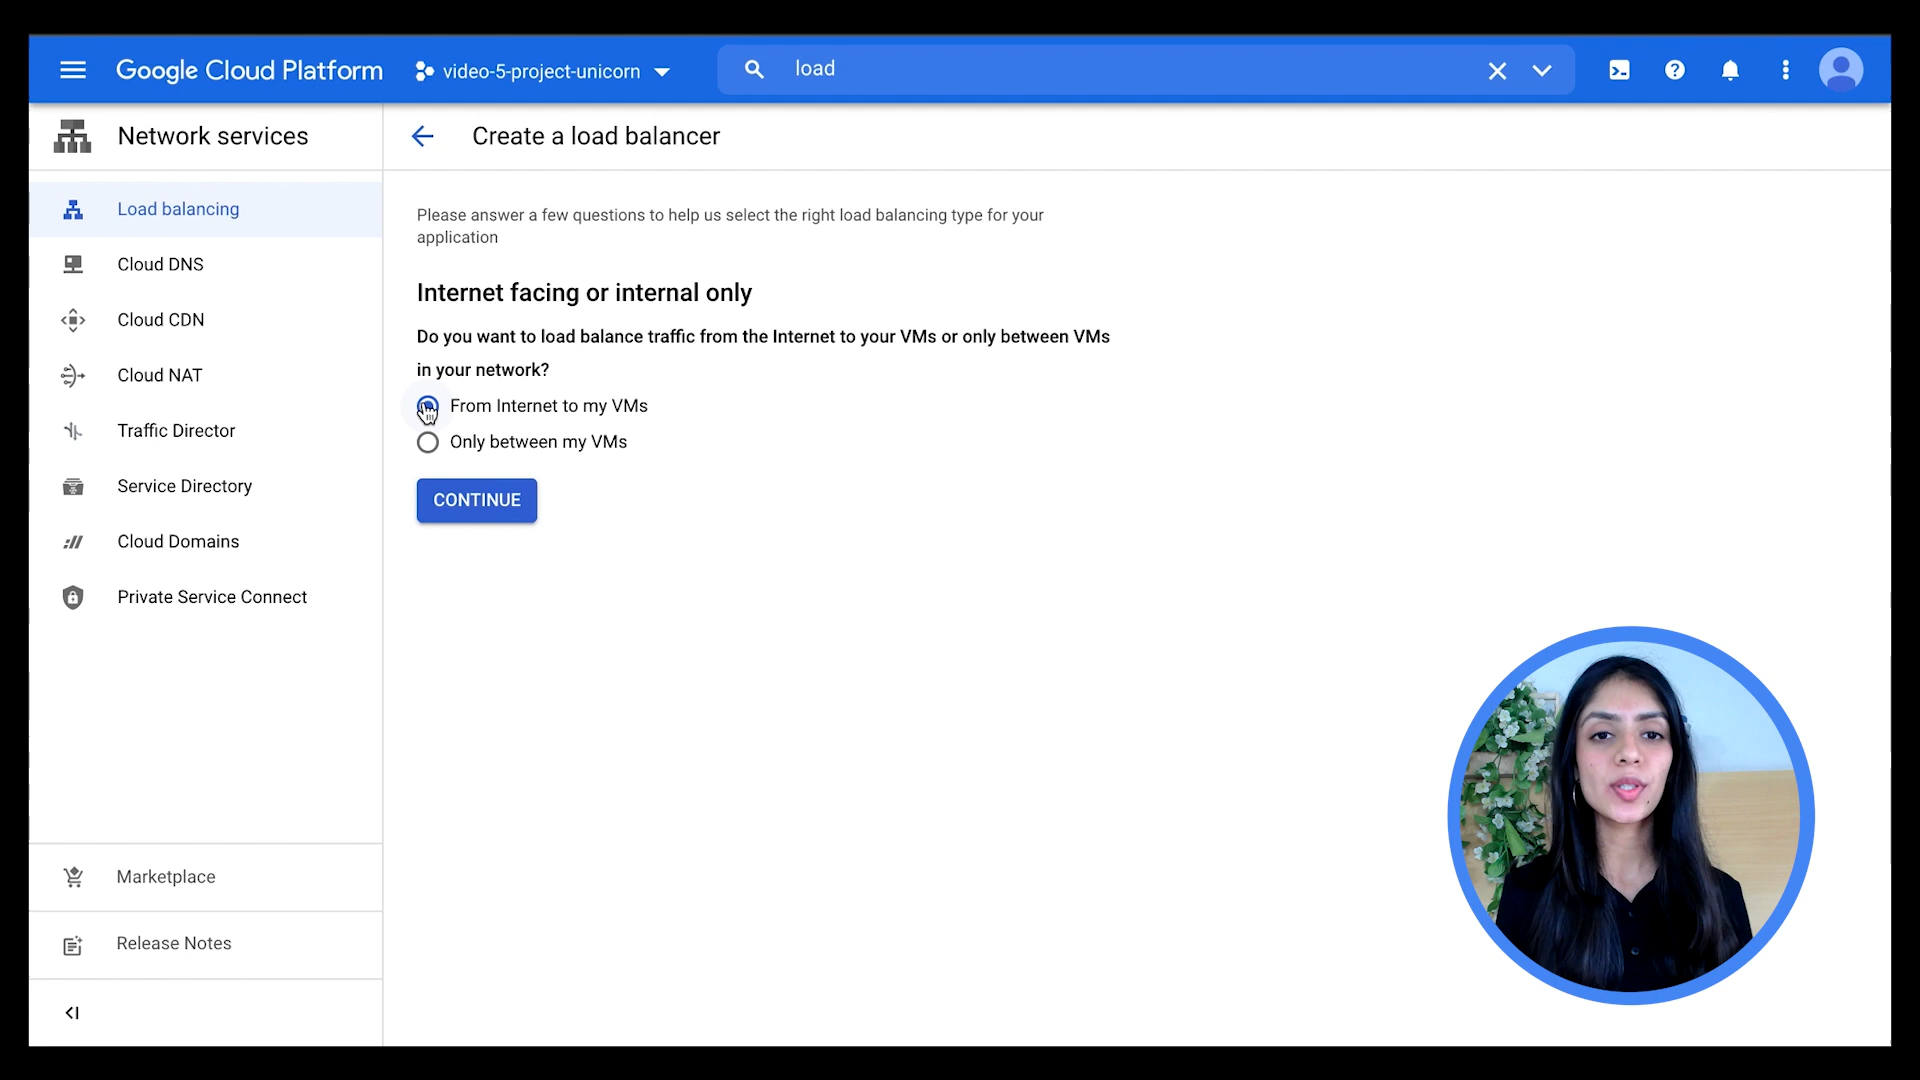 Google Cloud Platform
video-5-project-unicorn
load
Network services
Create a load balancer
Load balancing
Cloud DNS
Cloud CDN
Cloud NAT
Traffic Director
Service Directory
Cloud Domains
Private Service Connect
Marketplace
Release Notes
Please answer a few questions to help us select the right load balancing type for your
application
Internet facing or internal only
Do you want to load balance traffic from the Internet to your VMs or only between VMs
in your network?
From Internet to my VMs
Only between my VMs
CONTINUE